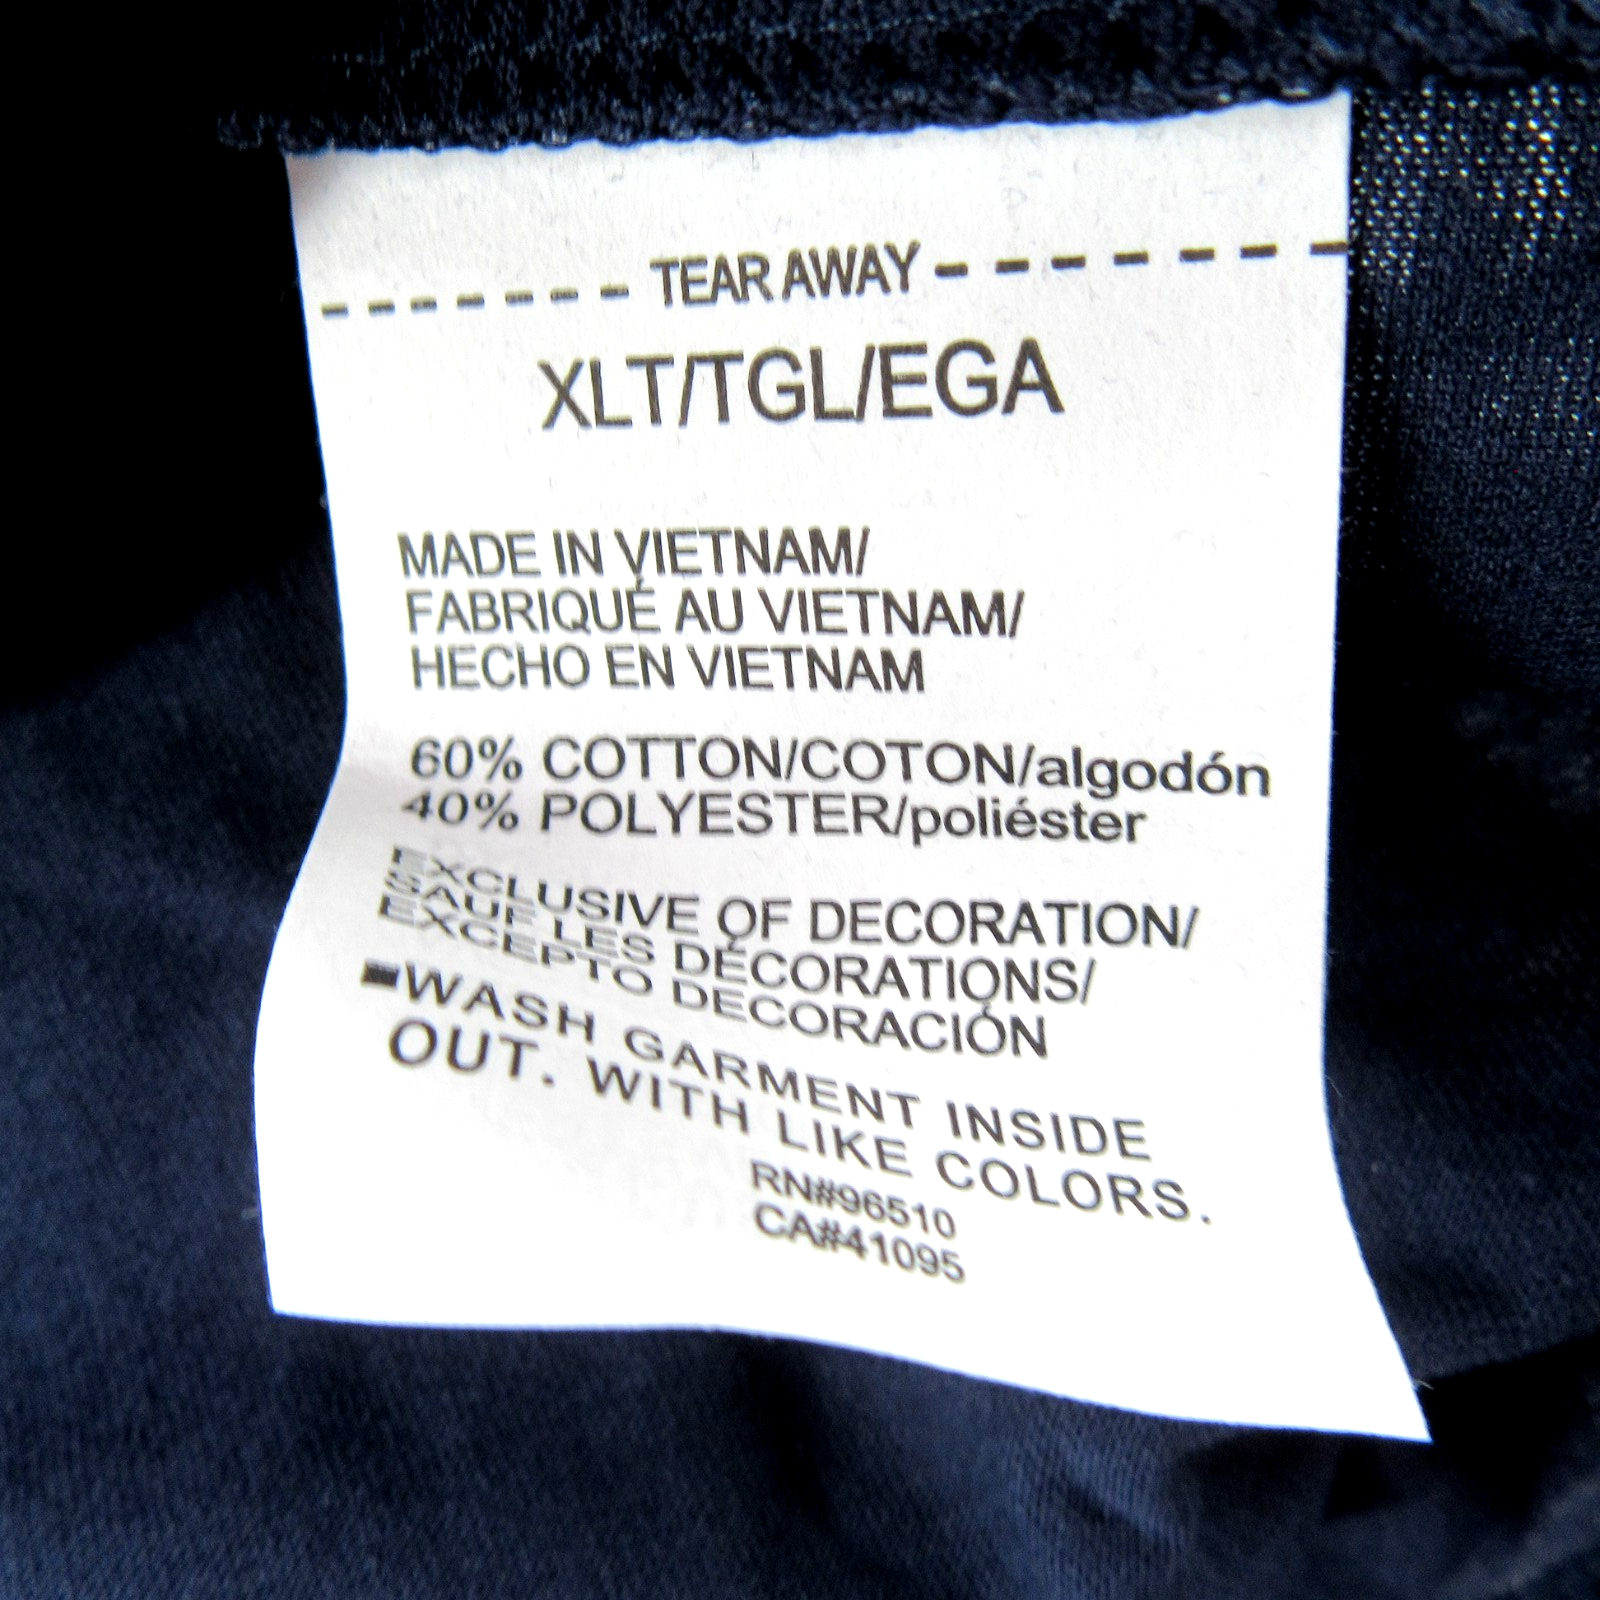 TEAR AWAY
XLT/TGL/EGA
MADE IN VIETNAM/
FABRIQUÉ AU VIETNAM/
HECHO EN VIETNAM
60% COTTON/COTON/algodón
40% POLYESTER/poliéster
EXCLUSIVE OF DECORATION/
SAUF LES DÉCORATIONS/
EXCEPTO DECORACIÓN
■WASH GARMENT INSIDE
OUT. WITH LIKE COLORS.
RN#96510
CA#41095